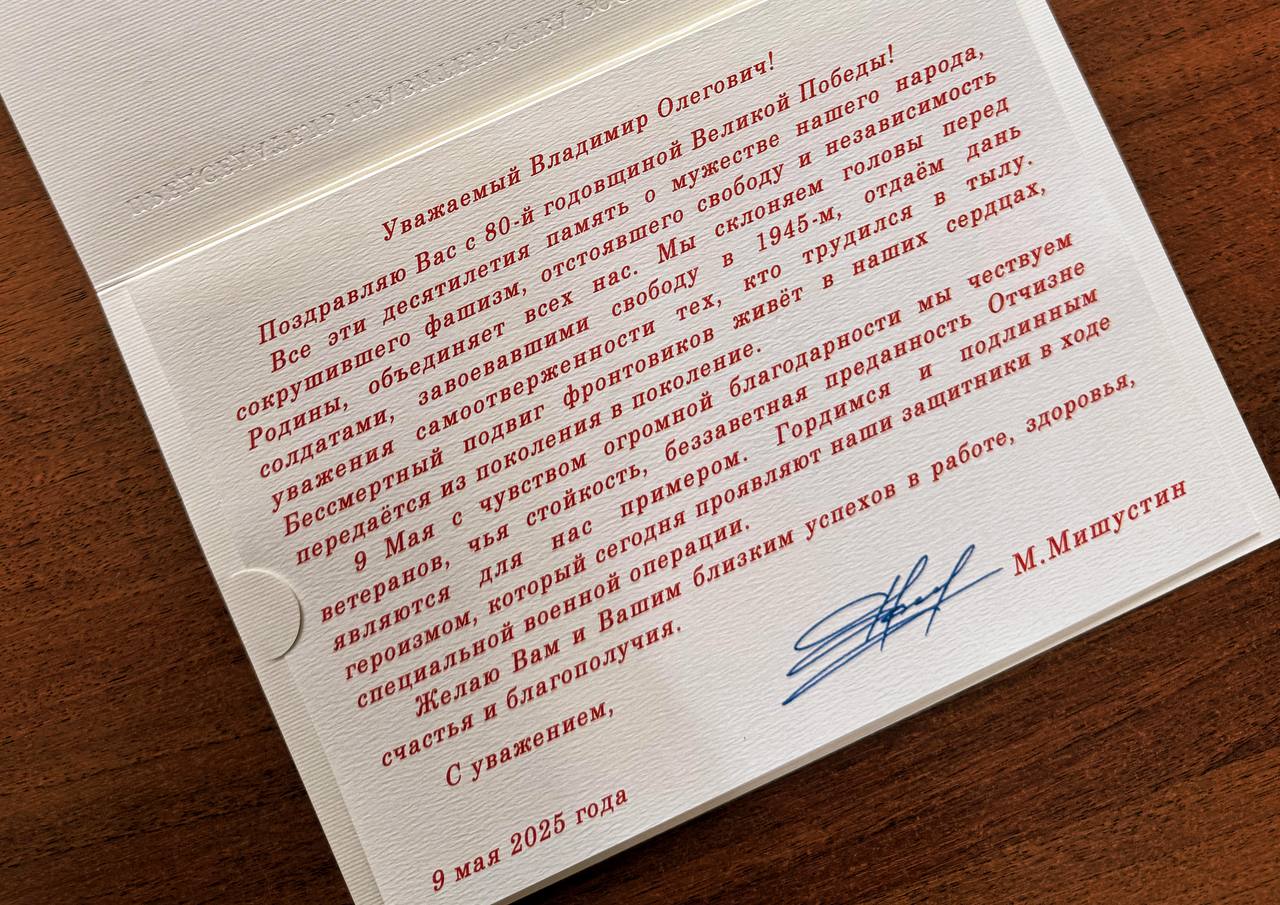 Уважаемый Владимир Олегович!
Поздравляю Вас с 80-й годовщиной Великой Победы!
Все эти десятилетия память о мужестве нашего народа,
сокрушившего фашизм, отстоявшего свободу и независимость
Родины, объединяет всех нас. Мы склоняем головы перед
солдатами, завоевавшими свободу в 1945-м, отдаём дань
уважения самоотверженности тех, кто трудился в тылу.
Бессмертный подвиг фронтовиков живёт в наших сердцах,
передаётся из поколения в поколение.
9 Мая с чувством огромной благодарности мы чествуем
ветеранов, чья стойкость, беззаветная преданность Отчизне
являются для нас примером. Гордимся и подлинным
героизмом, который сегодня проявляют наши защитники в ходе
специальной военной операции.
Желаю Вам и Вашим близким успехов в работе, здоровья,
счастья и благополучия.
С уважением,
М.Мишустин
9 мая 2025 года